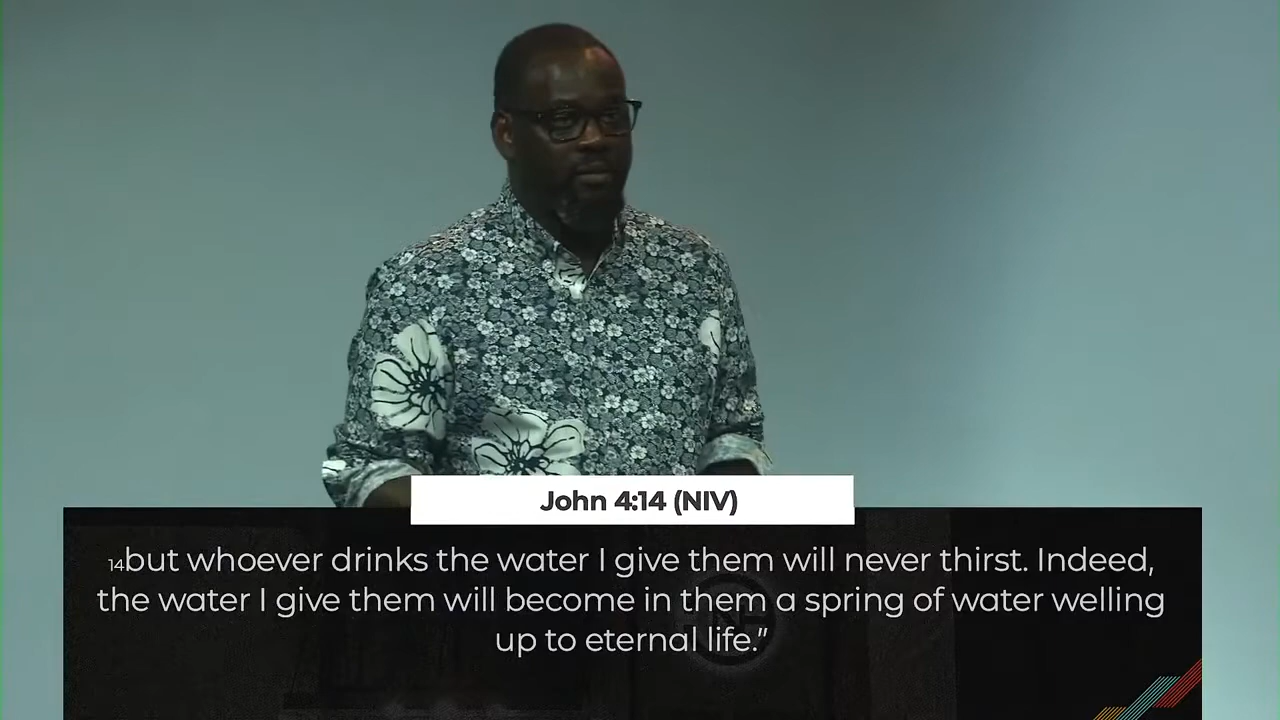 John 4:14 (NIV)
14but whoever drinks the water I give them will never thirst. Indeed,
the water I give them will become in them a spring of water welling
up to eternal life.”